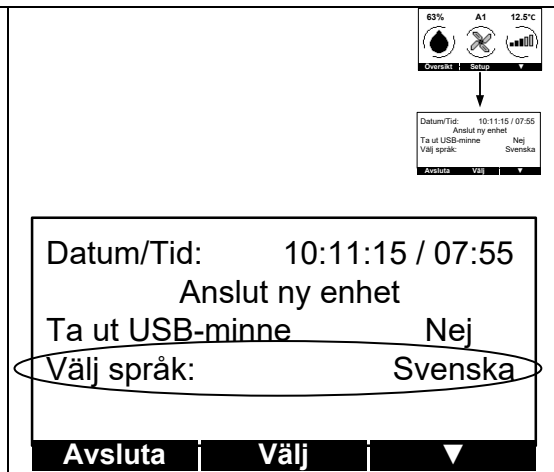 63% A1 12.5°C
Översikt Setup ▼
Datum/Tid: 10:11:15 / 07:55
Anslut ny enhet
Ta ut USB-minne Nej
Välj språk: Svenska
Avsluta Välj ▼
Datum/Tid: 10:11:15 / 07:55
Anslut ny enhet
Ta ut USB-minne Nej
Välj språk: Svenska
Avsluta Välj ▼